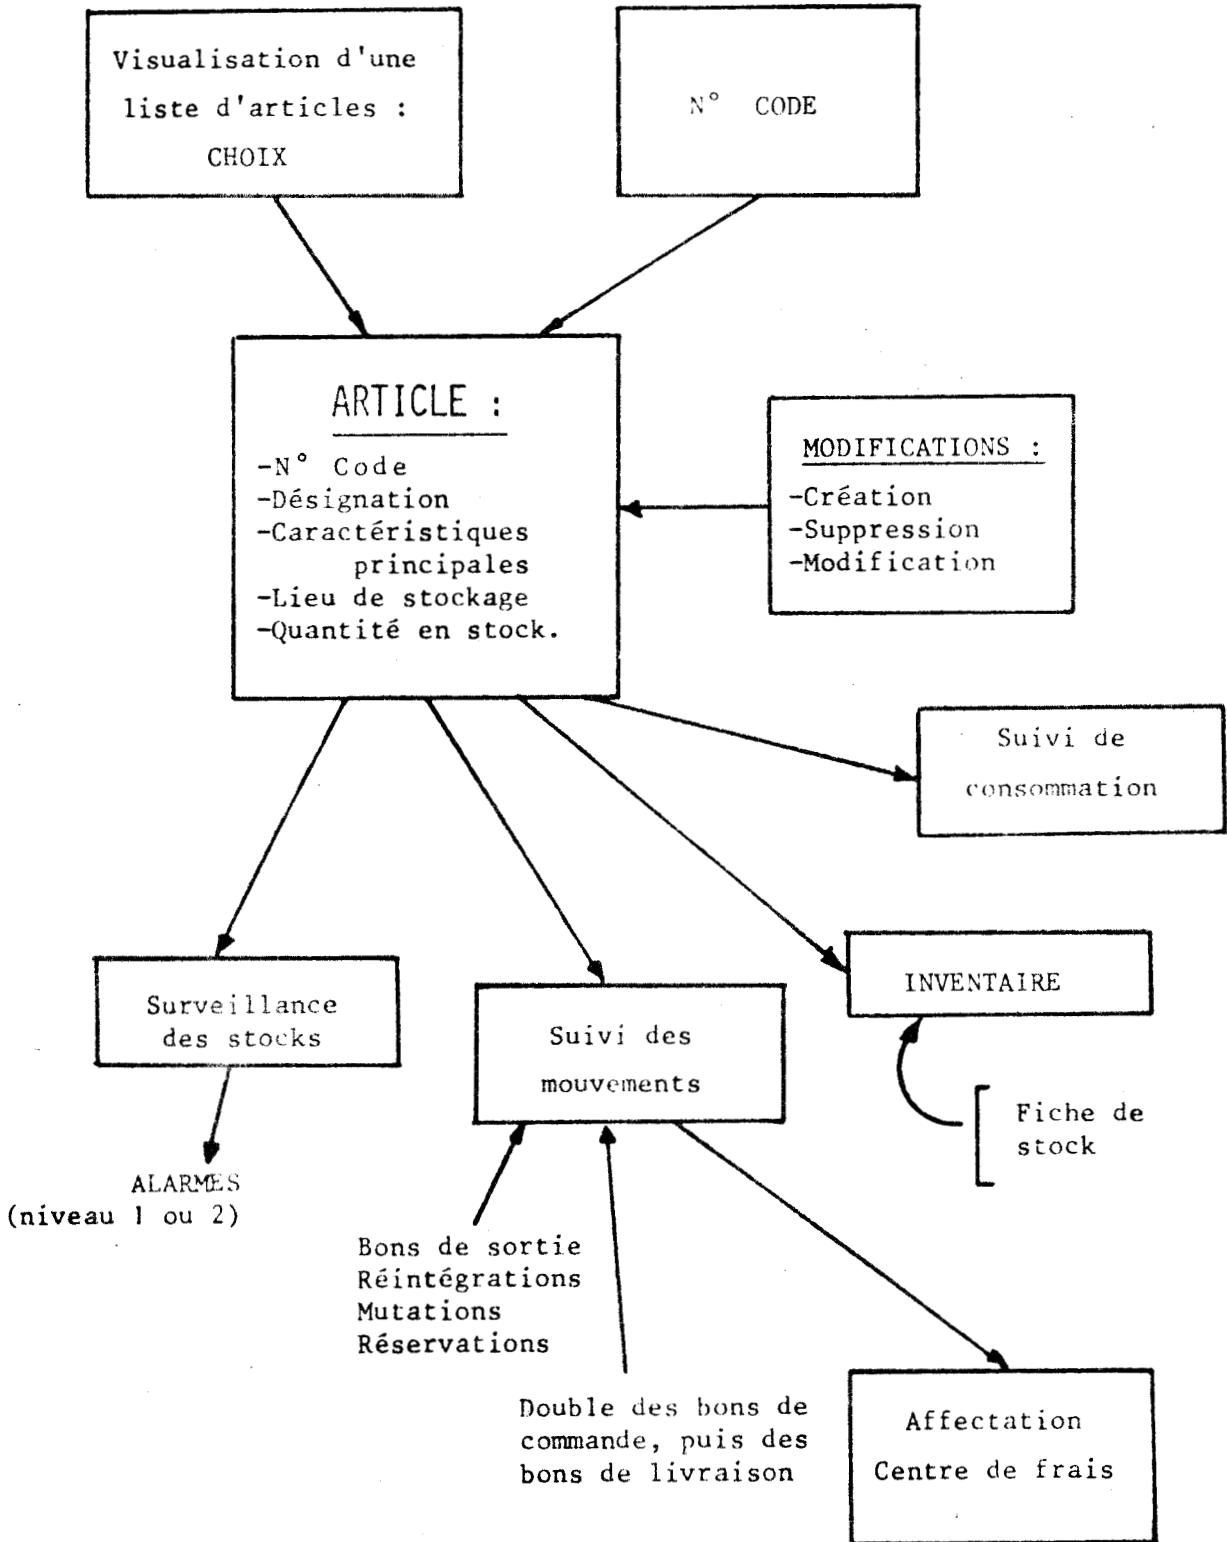 Visualisation d'une
liste d'articles :
CHOIX
N° CODE
ARTICLE :
-N° Code
-Désignation
-Caractéristiques
principales
-Lieu de stockage
-Quantité en stock.
MODIFICATIONS :
-Création
-Suppression
-Modification
Suivi de
consommation
Surveillance
des stocks
Suivi des
mouvements
INVENTAIRE
Fiche de
stock
ALARMES
(niveau 1 ou 2)
Bons de sortie
Réintégrations
Mutations
Réservations
Double des bons de
commande, puis des
bons de livraison
Affectation
Centre de frais